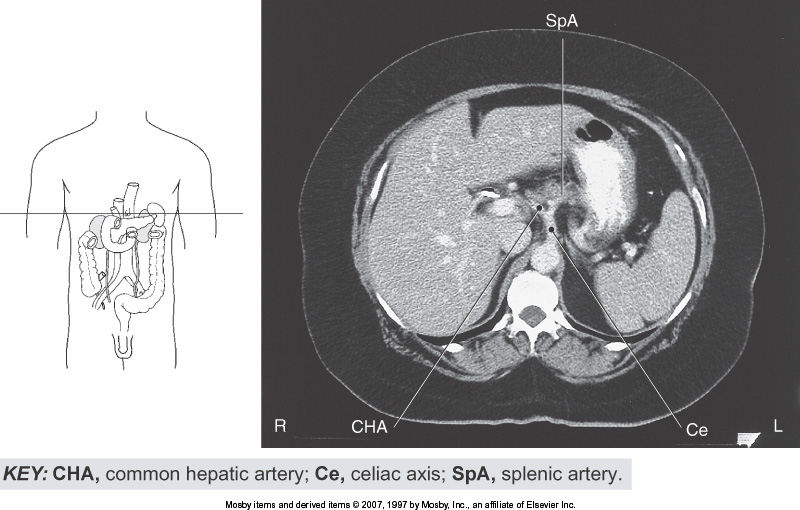 SpA
R
CHA
Ce
L
KEY: CHA, common hepatic artery; Ce, celiac axis; SpA, splenic artery.
Mosby items and derived items © 2007, 1997 by Mosby, Inc., an affiliate of Elsevier Inc.